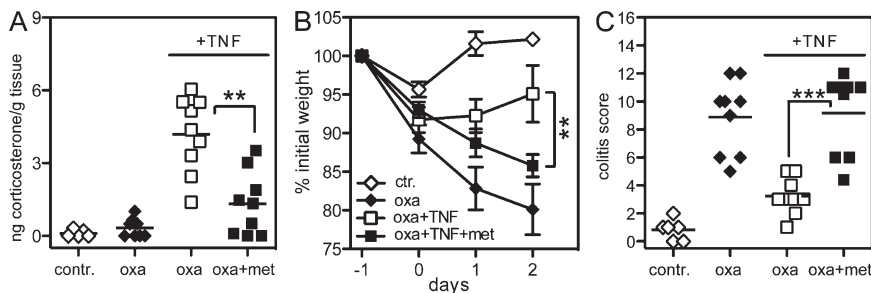 A
+TNF
**
ng corticosterone/g tissue
9
6
3
0
contr.
oxa
oxa
oxa+met
B
% initial weight
105
100
95
90
85
80
75
**
ctr.
oxa
oxa+TNF
oxa+TNF+met
-1
0
1
2
days
C
+TNF
***
colitis score
16
14
12
10
8
6
4
2
0
contr.
oxa
oxa
oxa+met